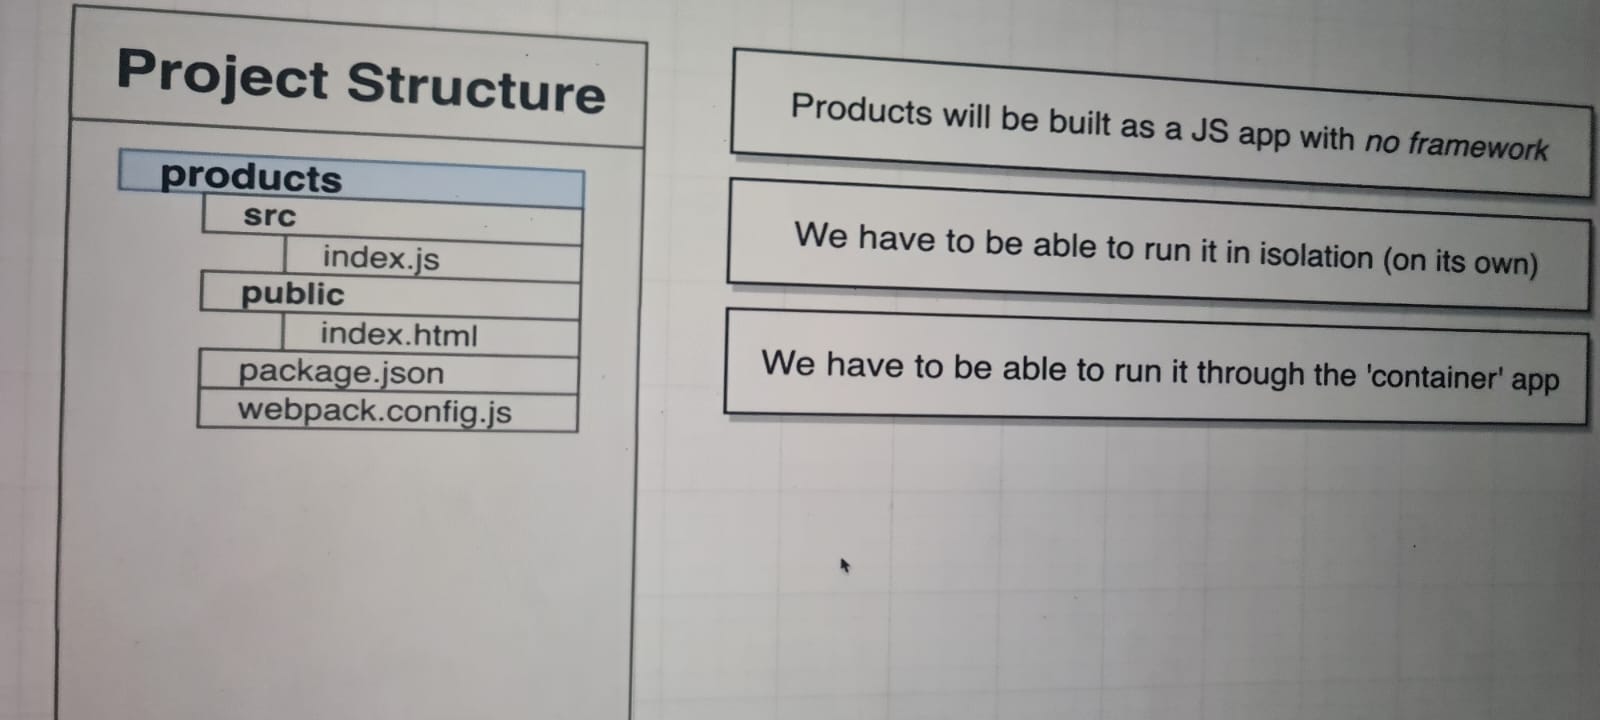 Project Structure
products
src
index.js
public
index.html
package.json
webpack.config.js
Products will be built as a JS app with no framework
We have to be able to run it in isolation (on its own)
We have to be able to run it through the 'container' app